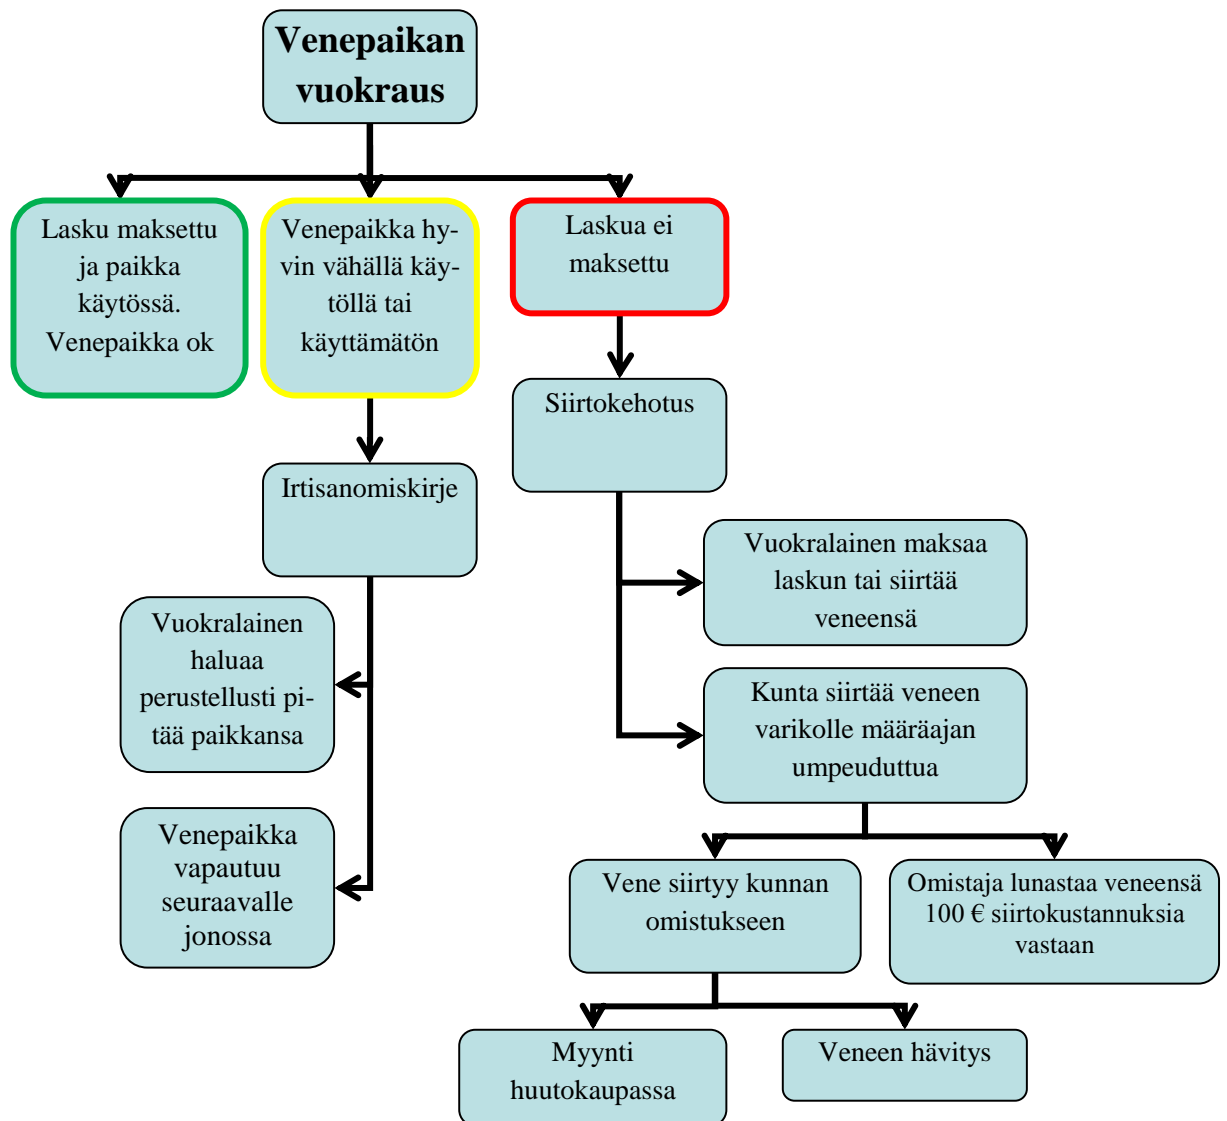 Venepaikan
vuokraus
Lasku maksettu
ja paikka
käytössä.
Venepaikka ok
Venepaikka hy-
vin vähällä käy-
töllä tai
käyttämätön
Laskua ei
maksettu
Siirtokehotus
Irtisanomiskirje
Vuokralainen maksaa
laskun tai siirtää
veneensä
Vuokralainen
haluaa
perustellusti pi-
tää paikkansa
Kunta siirtää veneen
varikolle määräajan
umpeuduttua
Venepaikka
vapautuu
seuraavalle
jonossa
Vene siirtyy kunnan
omistukseen
Omistaja lunastaa veneensä
100 € siirtokustannuksia
vastaan
Myynti
huutokaupassa
Veneen hävitys